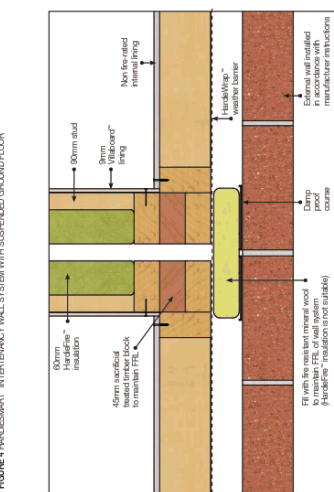 FIGURE 4 HARDIESMART™ INTERTENANCY WALL SYSTEM WITH SUSPENDED GROUND FLOOR
60mm
HardieFire™
insulation
90mm stud
9mm
Villaboard™
lining
Non fire-rated
internal lining
45mm sacrificial
treated timber block
to maintain FRL
HardieWrap™
weather barrier
Fill with fire resistant mineral wool
to maintain FRL of wall system
(HardieFire™ insulation is not suitable)
Damp
proof
course
External wall installed
in accordance with
manufacturer instructions